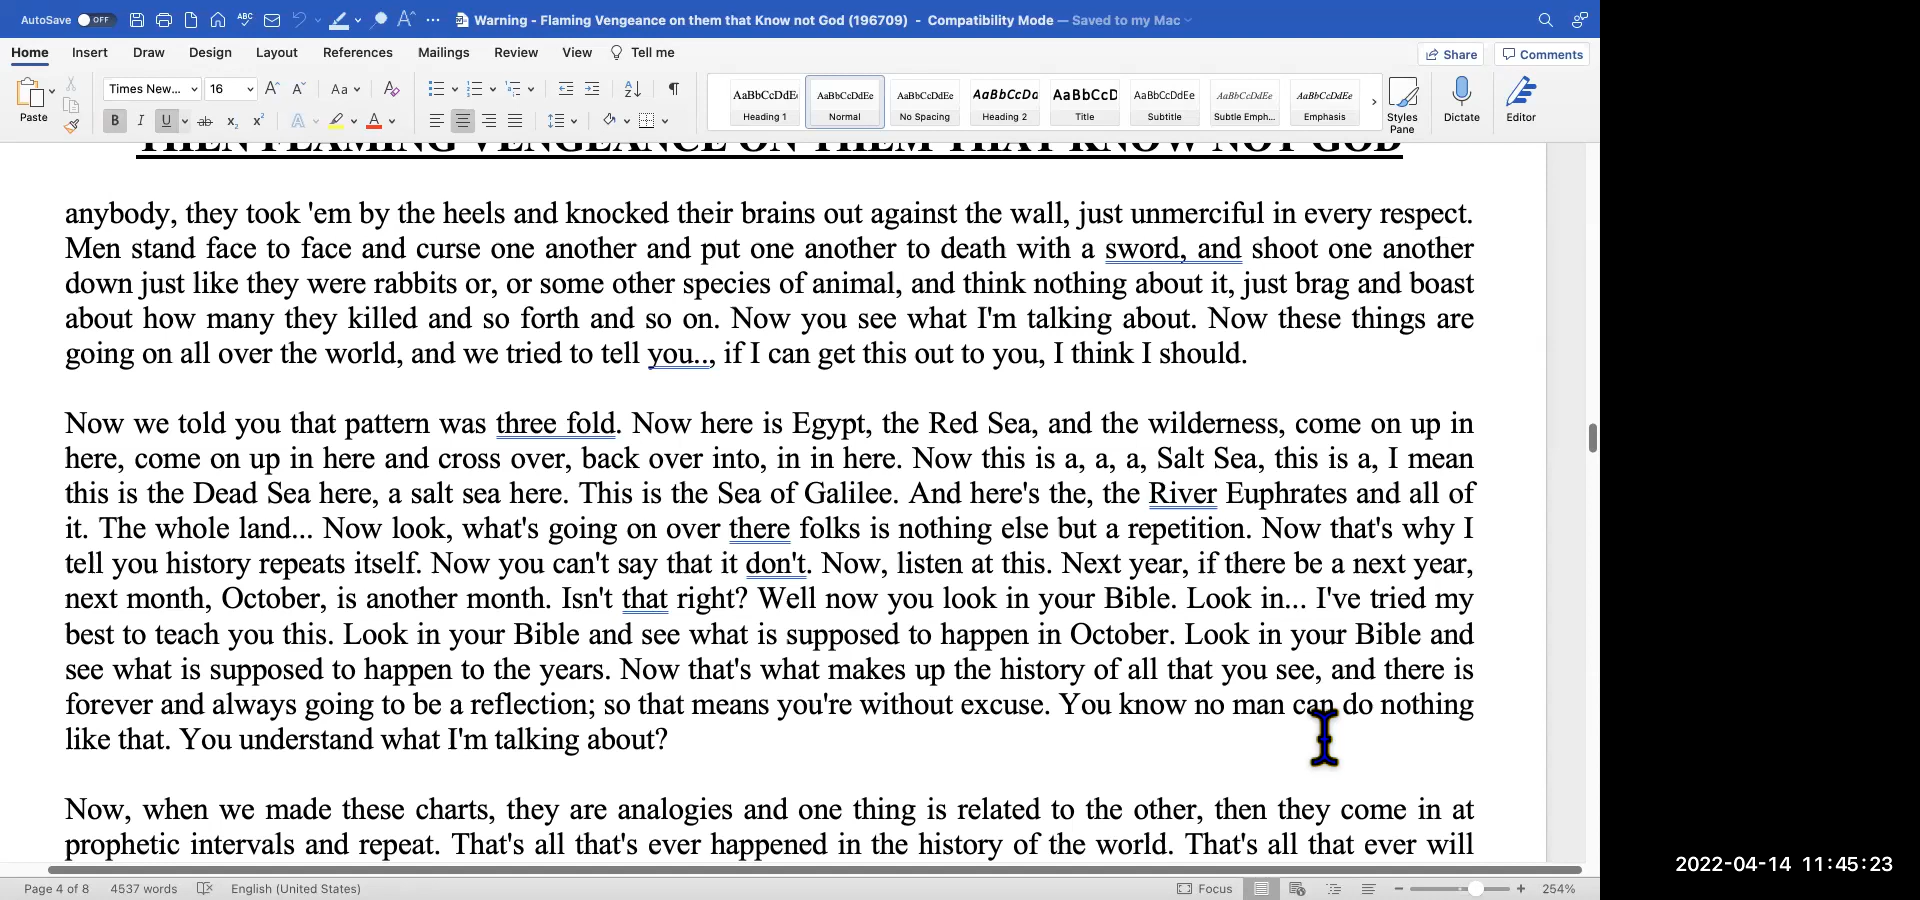 AutoSave OFF
Warning - Flaming Vengeance on them that Know not God (196709) - Compatibility Mode — Saved to my Mac
Home Insert Draw Design Layout References Mailings Review View Tell me Share Comments
Paste
Times New... 16
AaBbCcDdEe Heading 1
AaBbCcDdEe Normal
AaBbCcDdEe No Spacing
AaBbCcDc Heading 2
AaBbCcD Title
AaBbCcDdEe Subtitle
AaBbCcDdEe Subtle Emph...
AaBbCcDdEe Emphasis
Styles Pane
Dictate
Editor
THEN FLAMING VENGEANCE ON THEM THAT KNOW NOT GOD
anybody, they took 'em by the heels and knocked their brains out against the wall, just unmerciful in every respect.
Men stand face to face and curse one another and put one another to death with a sword, and shoot one another
down just like they were rabbits or, or some other species of animal, and think nothing about it, just brag and boast
about how many they killed and so forth and so on. Now you see what I'm talking about. Now these things are
going on all over the world, and we tried to tell you.., if I can get this out to you, I think I should.
Now we told you that pattern was three fold. Now here is Egypt, the Red Sea, and the wilderness, come on up in
here, come on up in here and cross over, back over into, in in here. Now this is a, a, a, Salt Sea, this is a, I mean
this is the Dead Sea here, a salt sea here. This is the Sea of Galilee. And here's the, the River Euphrates and all of
it. The whole land... Now look, what's going on over there folks is nothing else but a repetition. Now that's why I
tell you history repeats itself. Now you can't say that it don't. Now, listen at this. Next year, if there be a next year,
next month, October, is another month. Isn't that right? Well now you look in your Bible. Look in... I've tried my
best to teach you this. Look in your Bible and see what is supposed to happen in October. Look in your Bible and
see what is supposed to happen to the years. Now that's what makes up the history of all that you see, and there is
forever and always going to be a reflection; so that means you're without excuse. You know no man can do nothing
like that. You understand what I'm talking about?
Now, when we made these charts, they are analogies and one thing is related to the other, then they come in at
prophetic intervals and repeat. That's all that's ever happened in the history of the world. That's all that ever will
Page 4 of 8 4537 words English (United States) Focus 254%
2022-04-14 11:45:23